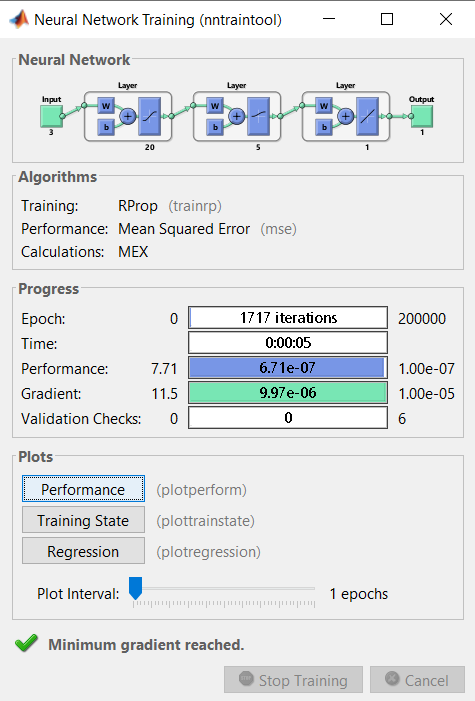 Neural Network Training (nntraintool)
Neural Network
Layer Layer Layer
Input W W W Output
b + b + b +
3 20 5 1 1
Algorithms
Training: RProp (trainrp)
Performance: Mean Squared Error (mse)
Calculations: MEX
Progress
Epoch: 0 1717 iterations 200000
Time: 0:00:05
Performance: 7.71 6.71e-07 1.00e-07
Gradient: 11.5 9.97e-06 1.00e-05
Validation Checks: 0 0 6
Plots
Performance (plotperform)
Training State (plottrainstate)
Regression (plotregression)
Plot Interval: 1 epochs
Minimum gradient reached.
Stop Training Cancel